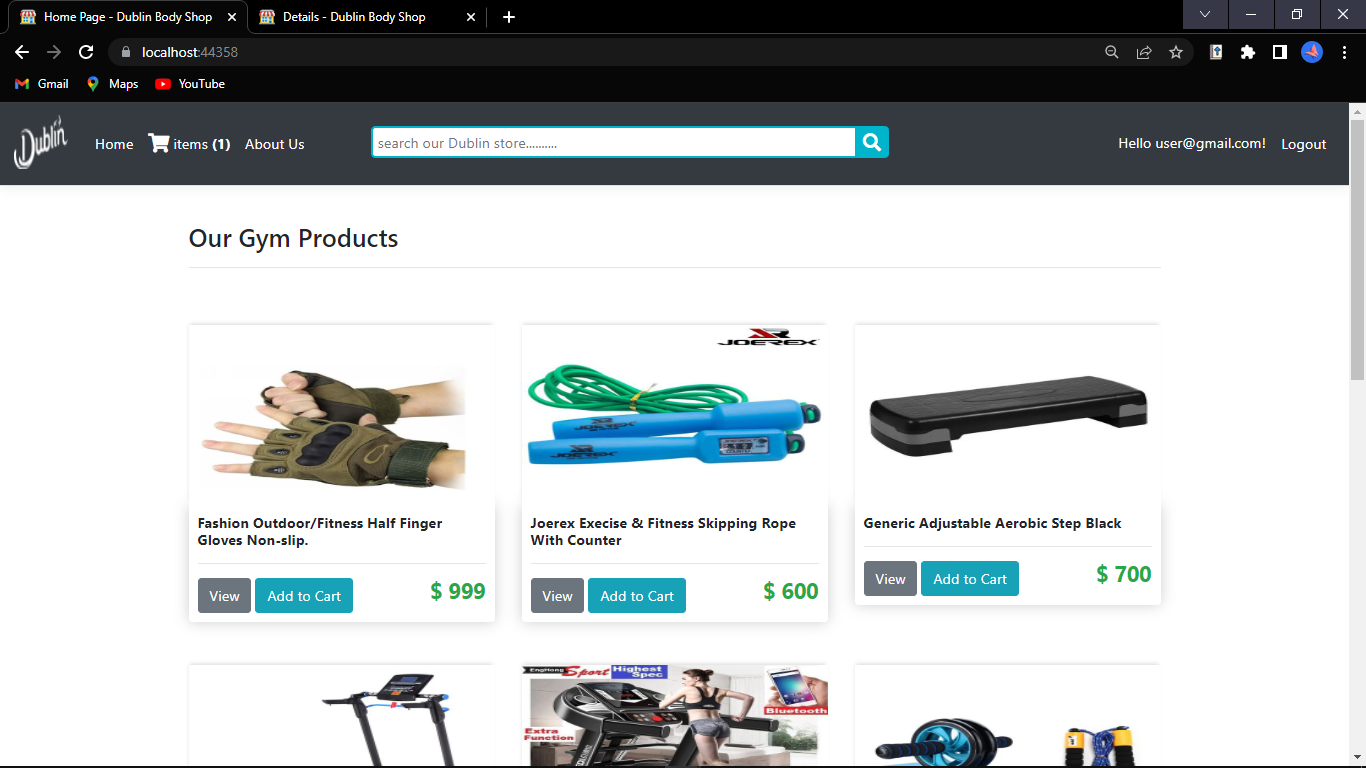 Home Page - Dublin Body Shop
Details - Dublin Body Shop
localhost:44358
Gmail
Maps
YouTube
Dublin
Home
items (1)
About Us
search our Dublin store..........
Hello user@gmail.com!
Logout
Our Gym Products
JOEREX
JOEREX
JOEREX
Fashion Outdoor/Fitness Half Finger
Gloves Non-slip.
View
Add to Cart
$ 999
Joerex Execise & Fitness Skipping Rope
With Counter
View
Add to Cart
$ 600
Generic Adjustable Aerobic Step Black
View
Add to Cart
$ 700
EngHong Sport Highest
Spec
Bluetooth
Extra
Function